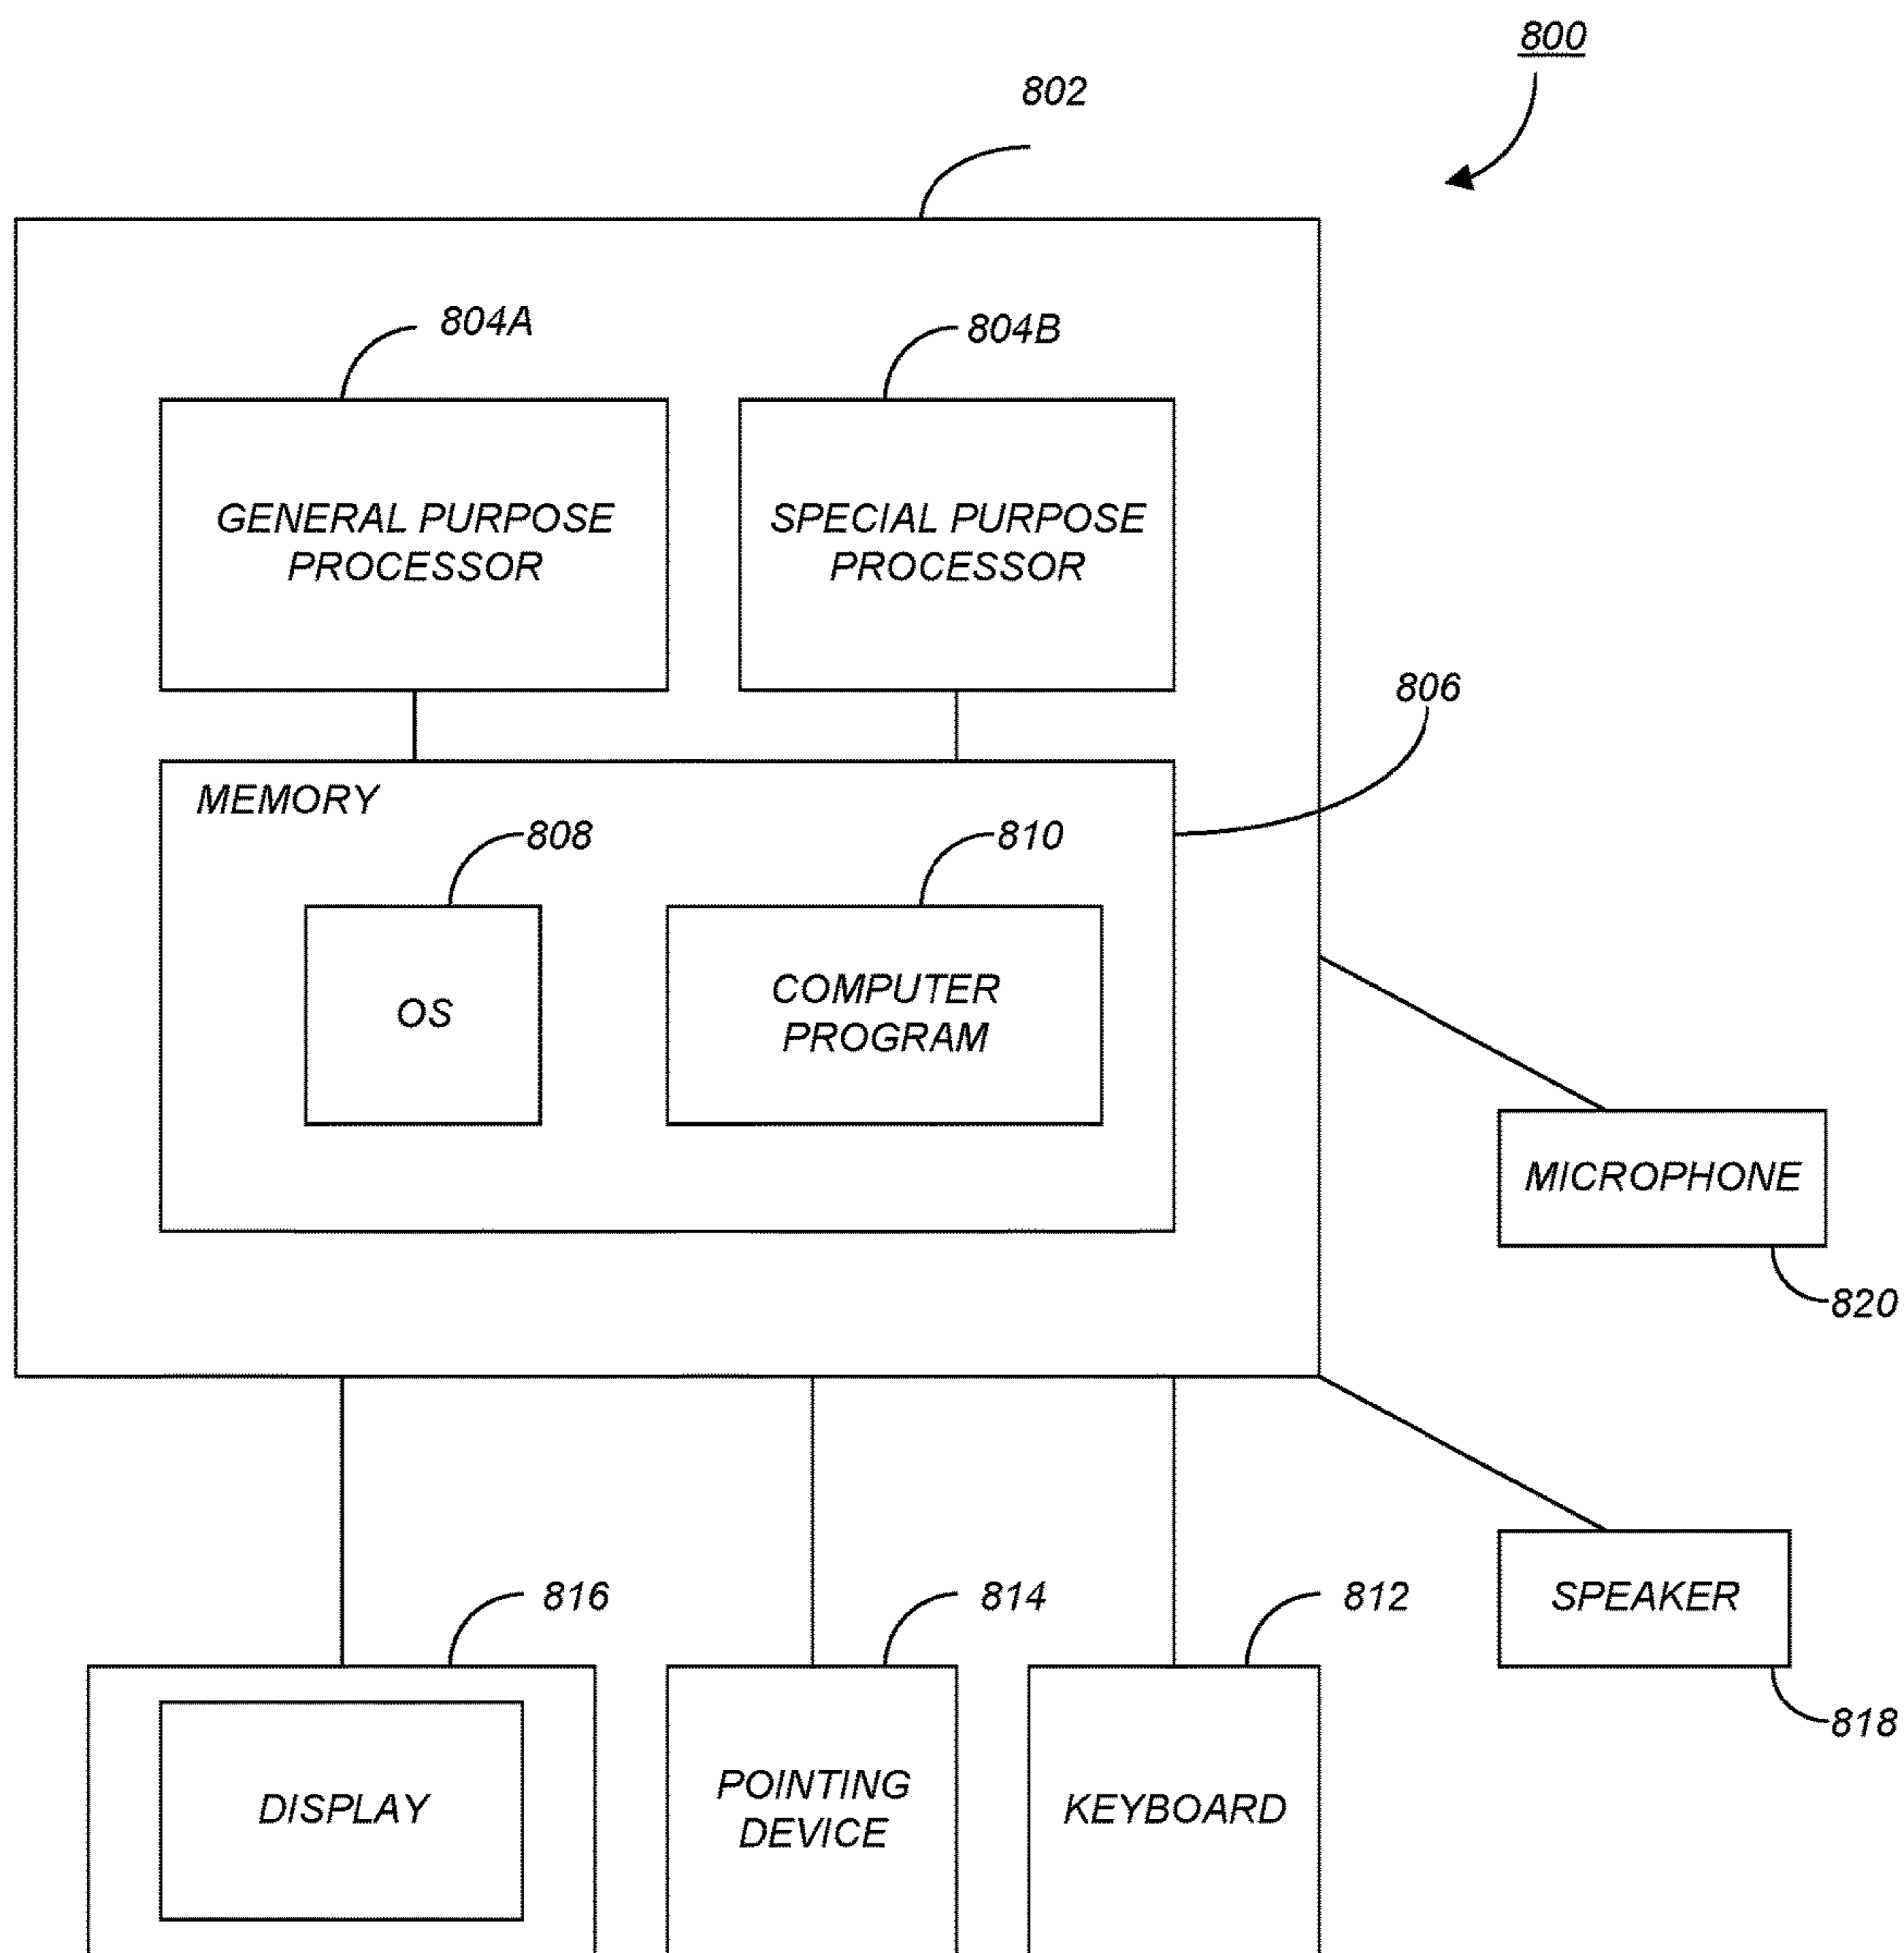 800
802
804A
804B
GENERAL PURPOSE
PROCESSOR
SPECIAL PURPOSE
PROCESSOR
806
MEMORY
808
810
OS
COMPUTER
PROGRAM
MICROPHONE
820
816
814
812
SPEAKER
818
DISPLAY
POINTING
DEVICE
KEYBOARD